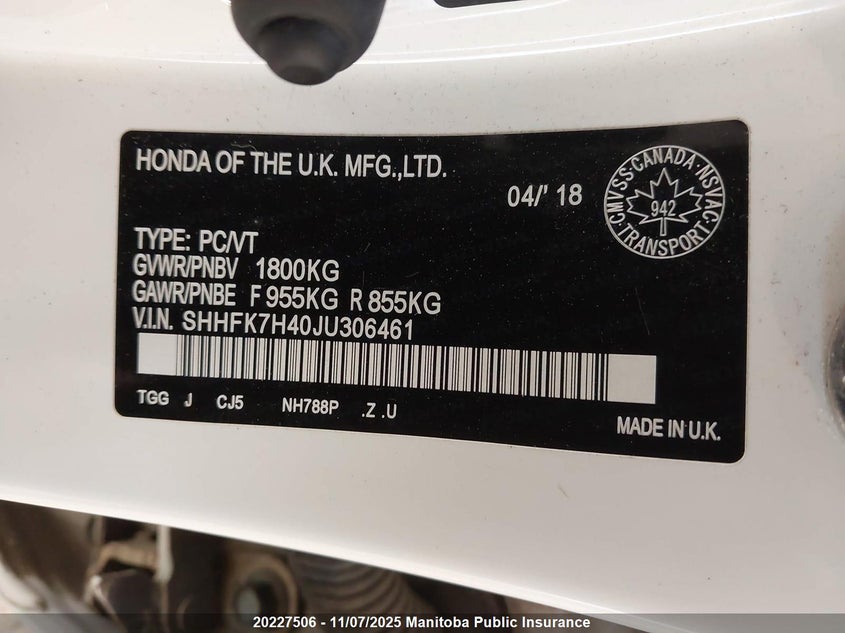 HONDA OF THE U.K. MFG.,LTD.
04/' 18
CMVSS·CANADA·NSVAC·TRANSPORT
942
TYPE: PC/VT
GVWR/PNBV 1800KG
GAWR/PNBE F 955KG R 855KG
V.I.N. SHHFK7H40JU306461
TGG J CJ5 NH788P .Z .U
MADE IN U.K.
20227506 - 11/07/2025 Manitoba Public Insurance